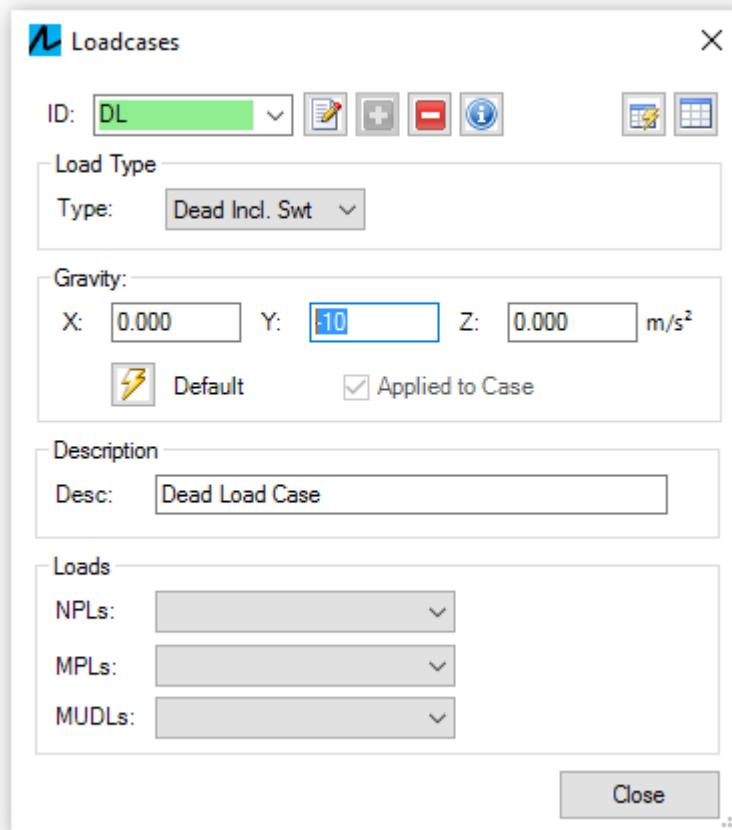 Loadcases
ID: DL
Load Type
Type: Dead Incl. Swt
Gravity:
X: 0.000 Y: -10 Z: 0.000 m/s²
Default Applied to Case
Description
Desc: Dead Load Case
Loads
NPLs:
MPLs:
MUDLs:
Close